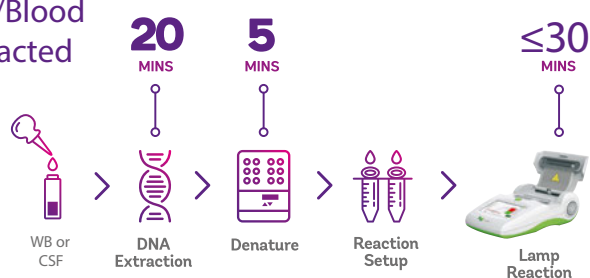 /Blood
acted
20
MINS
5
MINS
≤30
MINS
WB or
CSF
DNA
Extraction
Denature
Reaction
Setup
Lamp
Reaction